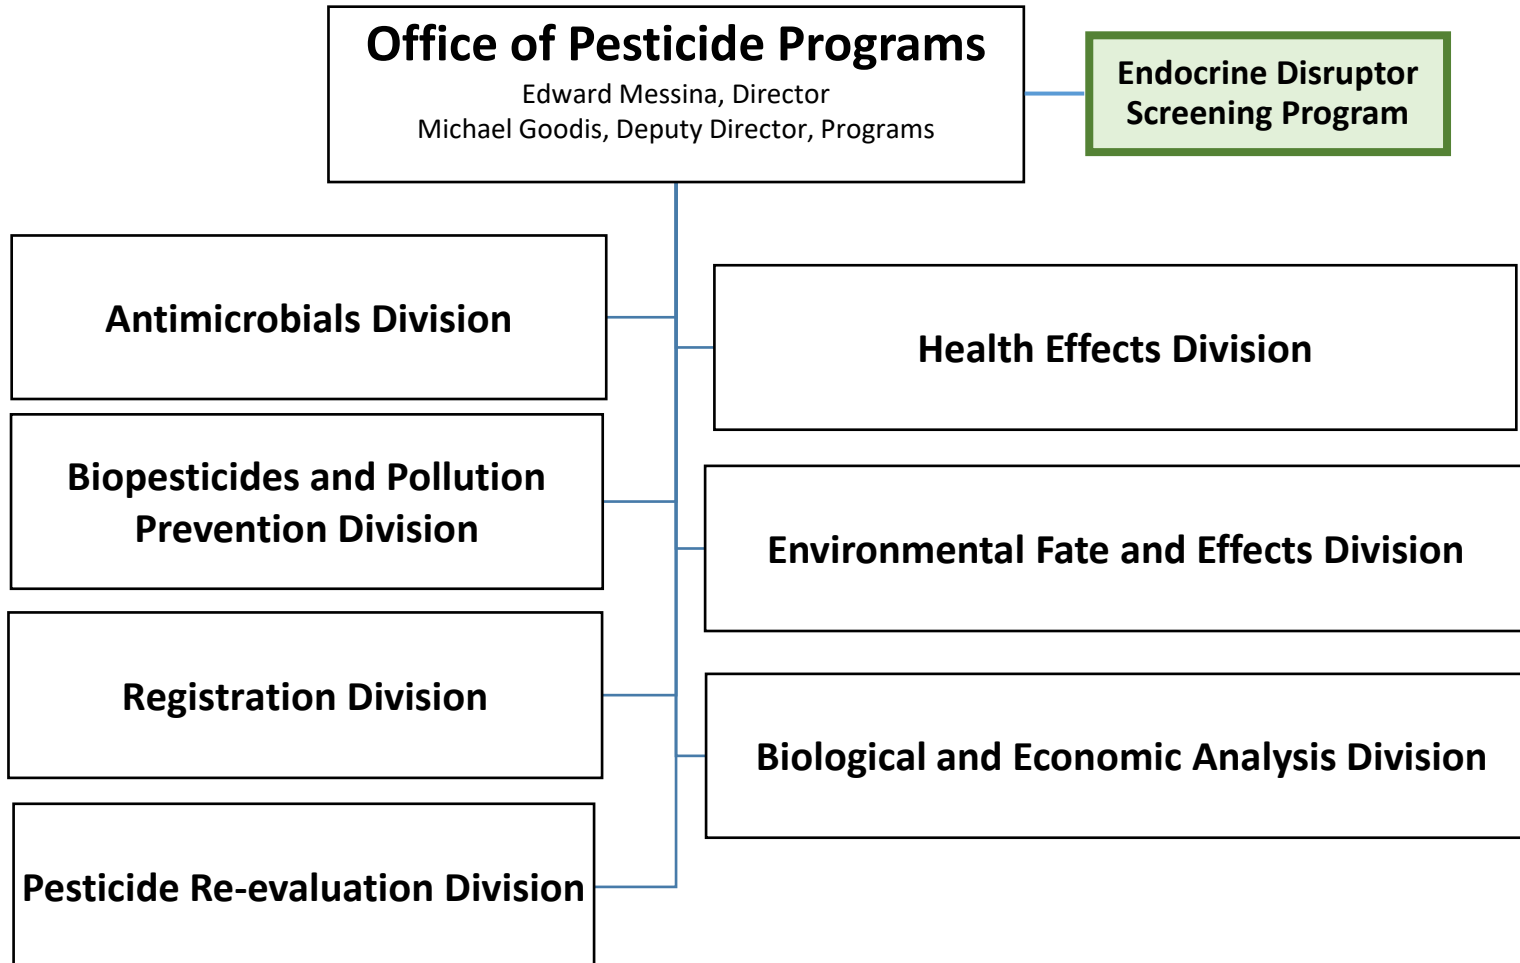 Office of Pesticide Programs
Edward Messina, Director
Michael Goodis, Deputy Director, Programs
Endocrine Disruptor
Screening Program
Antimicrobials Division
Health Effects Division
Biopesticides and Pollution
Prevention Division
Environmental Fate and Effects Division
Registration Division
Biological and Economic Analysis Division
Pesticide Re-evaluation Division